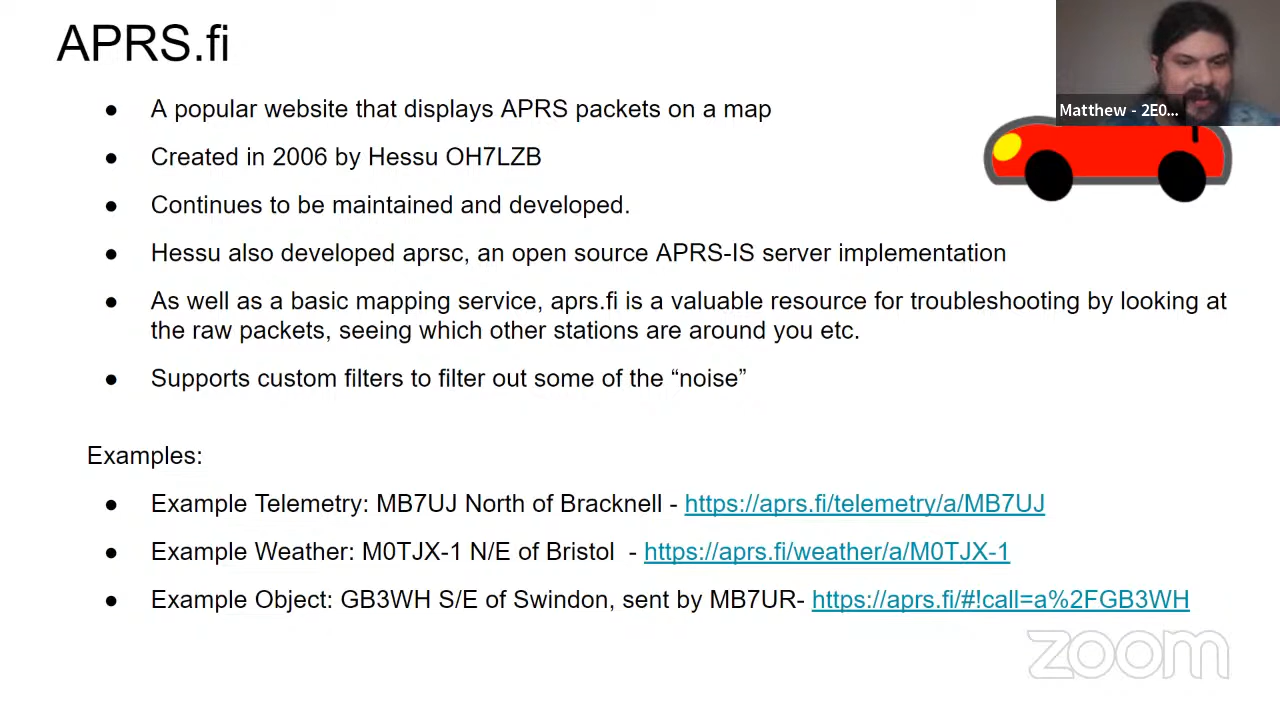 APRS.fi
Matthew - 2E0...
● A popular website that displays APRS packets on a map
● Created in 2006 by Hessu OH7LZB
● Continues to be maintained and developed.
● Hessu also developed aprsc, an open source APRS-IS server implementation
● As well as a basic mapping service, aprs.fi is a valuable resource for troubleshooting by looking at
the raw packets, seeing which other stations are around you etc.
● Supports custom filters to filter out some of the “noise”
Examples:
● Example Telemetry: MB7UJ North of Bracknell - https://aprs.fi/telemetry/a/MB7UJ
● Example Weather: M0TJX-1 N/E of Bristol - https://aprs.fi/weather/a/M0TJX-1
● Example Object: GB3WH S/E of Swindon, sent by MB7UR- https://aprs.fi/#!call=a%2FGB3WH
zoom